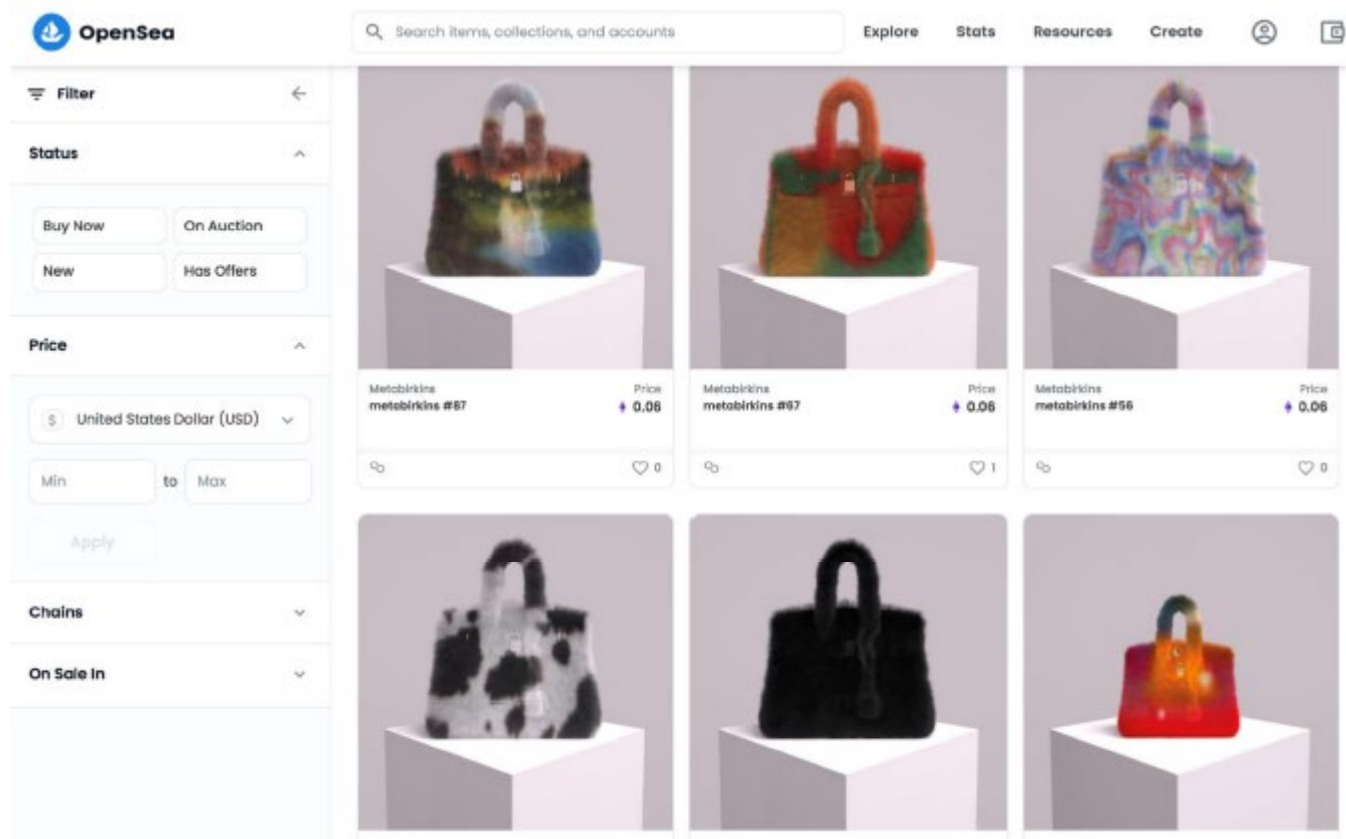 OpenSea
Search items, collections, and accounts
Explore
Stats
Resources
Create
Filter
Status
Buy Now
On Auction
New
Has Offers
Price
$ United States Dollar (USD)
Min to Max
Apply
Chains
On Sale In
Metabirkins Price
metabirkins #87 0.06
0
Metabirkins Price
metabirkins #67 0.06
1
Metabirkins Price
metabirkins #56 0.06
0